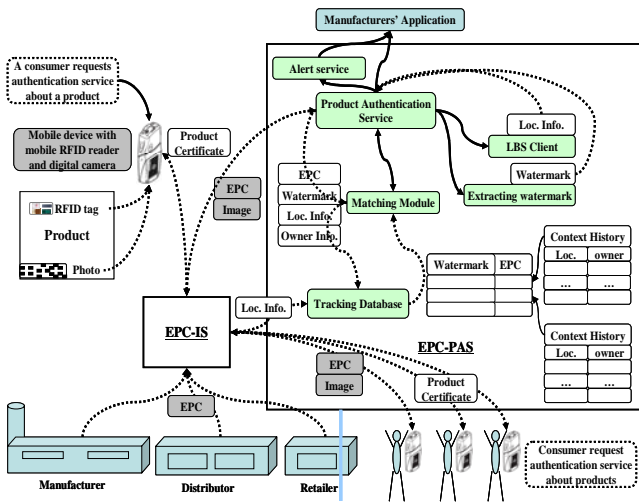 Manufacturers' Application
A consumer requests
authentication service
about a product
Mobile device with
mobile RFID reader
and digital camera
Product
Certificate
RFID tag
Product
Photo
Alert service
Product Authentication
Service
Loc. Info.
LBS Client
Watermark
Extracting watermark
EPC
Image
EPC
Watermark
Loc. Info.
Owner Info.
Matching Module
Watermark EPC
Context History
Loc. owner
... ...
Context History
Loc. owner
... ...
EPC-IS
Loc. Info.
Tracking Database
EPC-PAS
EPC
Image
Product
Certificate
EPC
Manufacturer
Distributor
Retailer
Consumer request
authentication service
about products